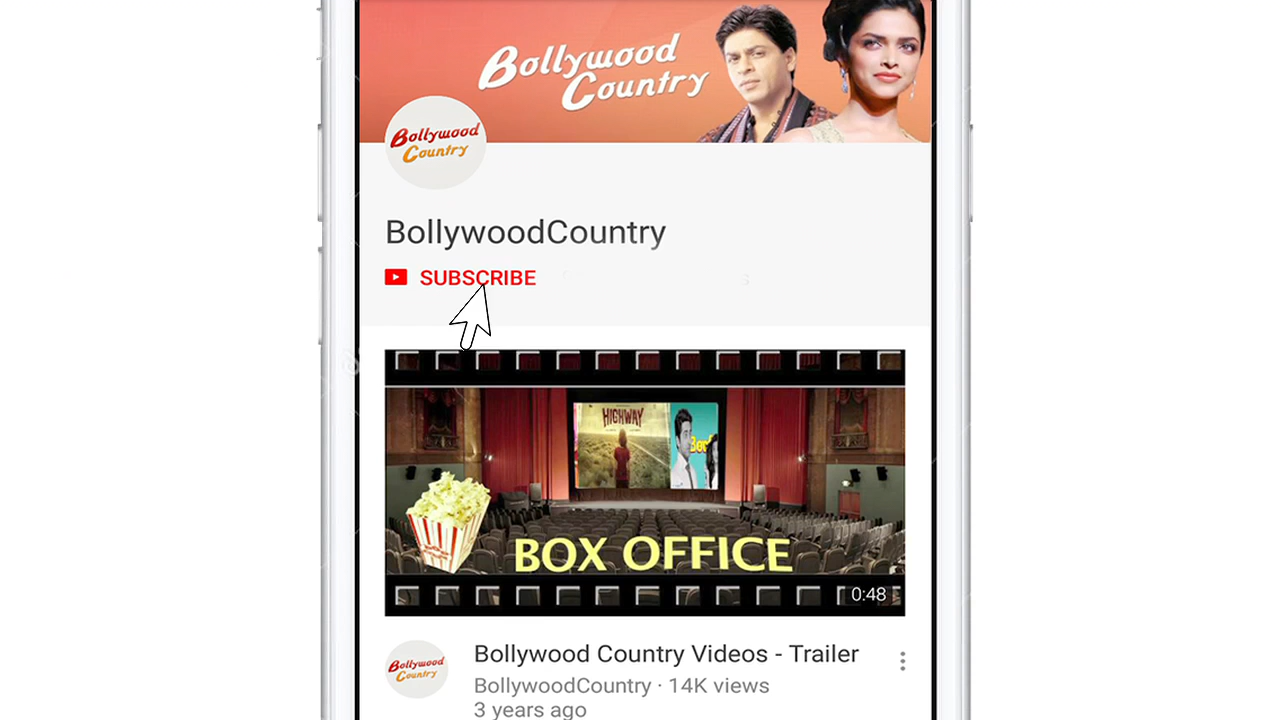 Bollywood
Country
Bollywood
Country
BollywoodCountry
SUBSCRIBE
HIGHWAY
BOX OFFICE
0:48
Bollywood
Country
Bollywood Country Videos - Trailer
BollywoodCountry · 14K views
3 years ago